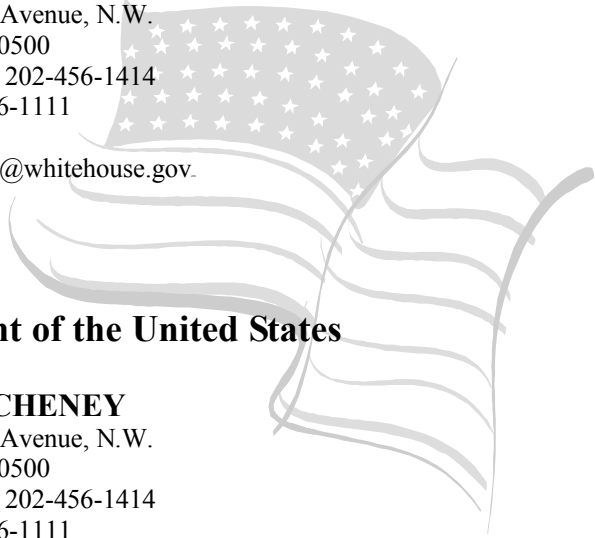 Avenue, N.W.
0500
202-456-1414
6-1111
@whitehouse.gov
nt of the United States
CHENEY
Avenue, N.W.
0500
202-456-1414
6-1111